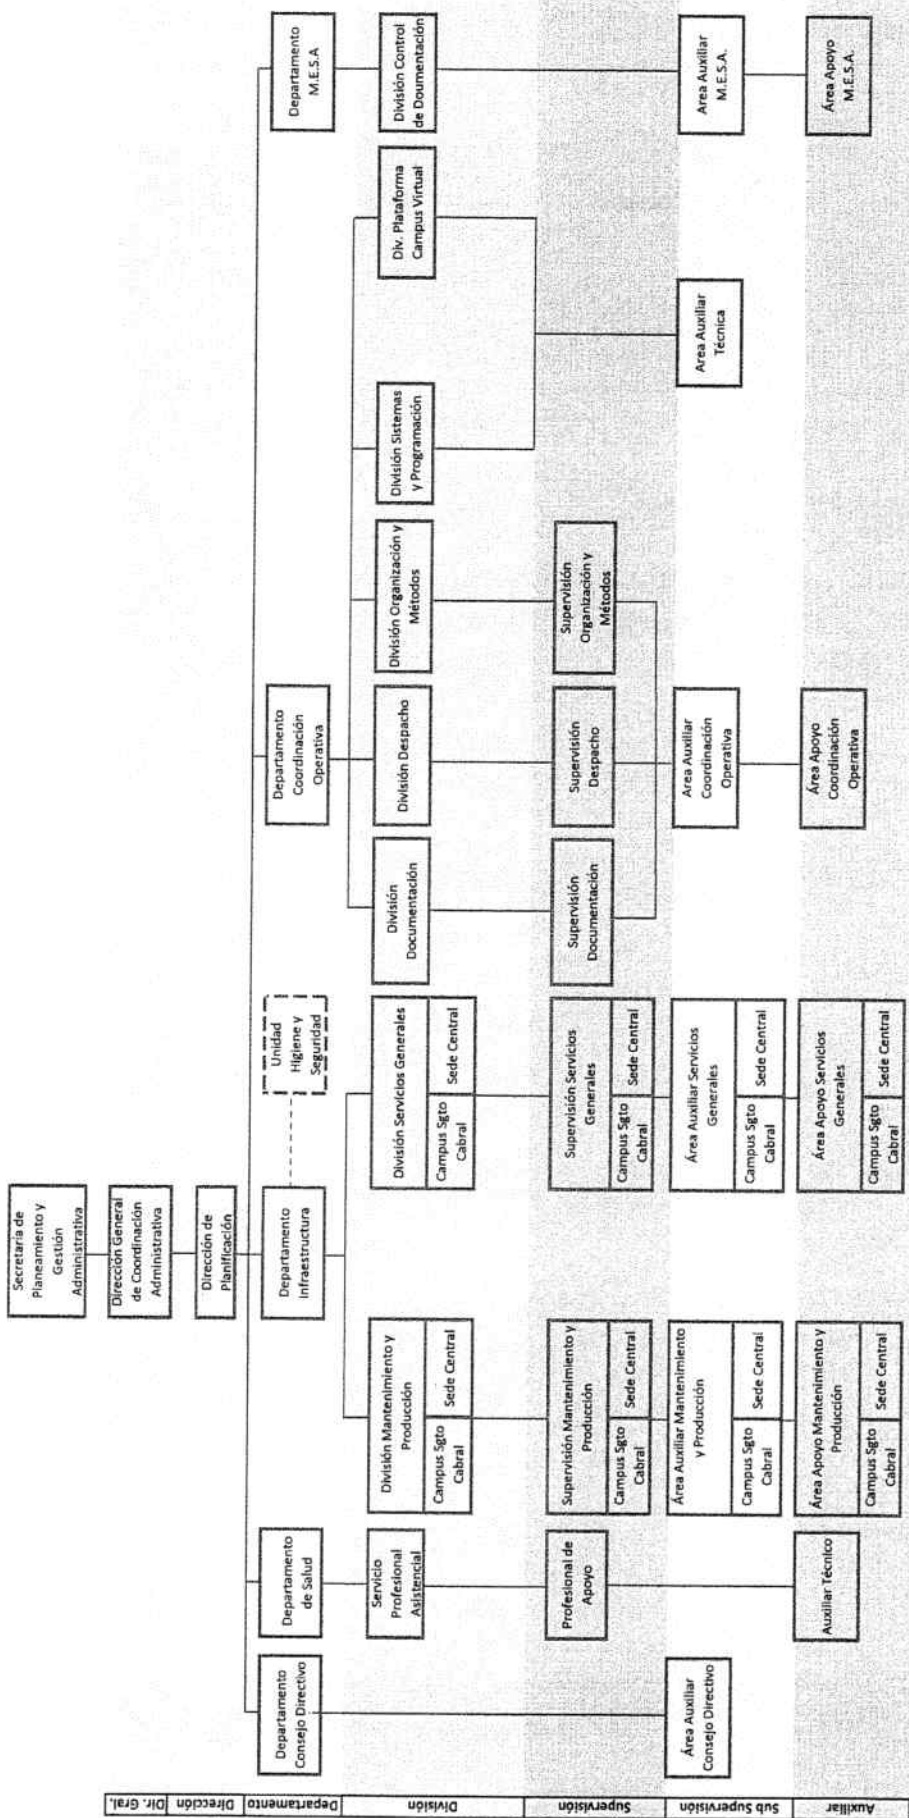 Secretaría de
Planeamiento y
Gestión
Administrativa
Dirección General
de Coordinación
Administrativa
Dirección de
Planificación
Departamento
Consejo Directivo
Departamento
de Salud
Departamento
Infraestructura
Unidad
Higiene y
Seguridad
Departamento
Coordinación
Operativa
Departamento
M.E.S.A.
Servicio
Profesional
Asistencial
División Mantenimiento y
Producción
Campus Sgto
Cabral
Sede Central
División Servicios Generales
Campus Sgto
Cabral
Sede Central
División
Documentación
División Despacho
División Organización y
Métodos
División Sistemas
y Programación
Div. Plataforma
Campus Virtual
División Control
de Doumentación
Profesional de
Apoyo
Supervisión Mantenimiento y
Producción
Campus Sgto
Cabral
Sede Central
Supervisión Servicios
Generales
Campus Sgto
Cabral
Sede Central
Supervisión
Documentación
Supervisión
Despacho
Supervisión
Organización y
Métodos
Área Auxiliar
Consejo Directivo
Área Auxiliar Mantenimiento
y Producción
Campus Sgto
Cabral
Sede Central
Área Auxiliar Servicios
Generales
Campus Sgto
Cabral
Sede Central
Area Auxiliar
Coordinación
Operativa
Area Auxiliar
Técnica
Area Auxiliar
M.E.S.A.
Auxiliar Técnico
Área Apoyo Mantenimiento y
Producción
Campus Sgto
Cabral
Sede Central
Área Apoyo Servicios
Generales
Campus Sgto
Cabral
Sede Central
Área Apoyo
Coordinación
Operativa
Área Apoyo
M.E.S.A.
Dir. Gral.
Dirección
Departamento
División
Supervisión
Sub Supervisión
Auxiliar